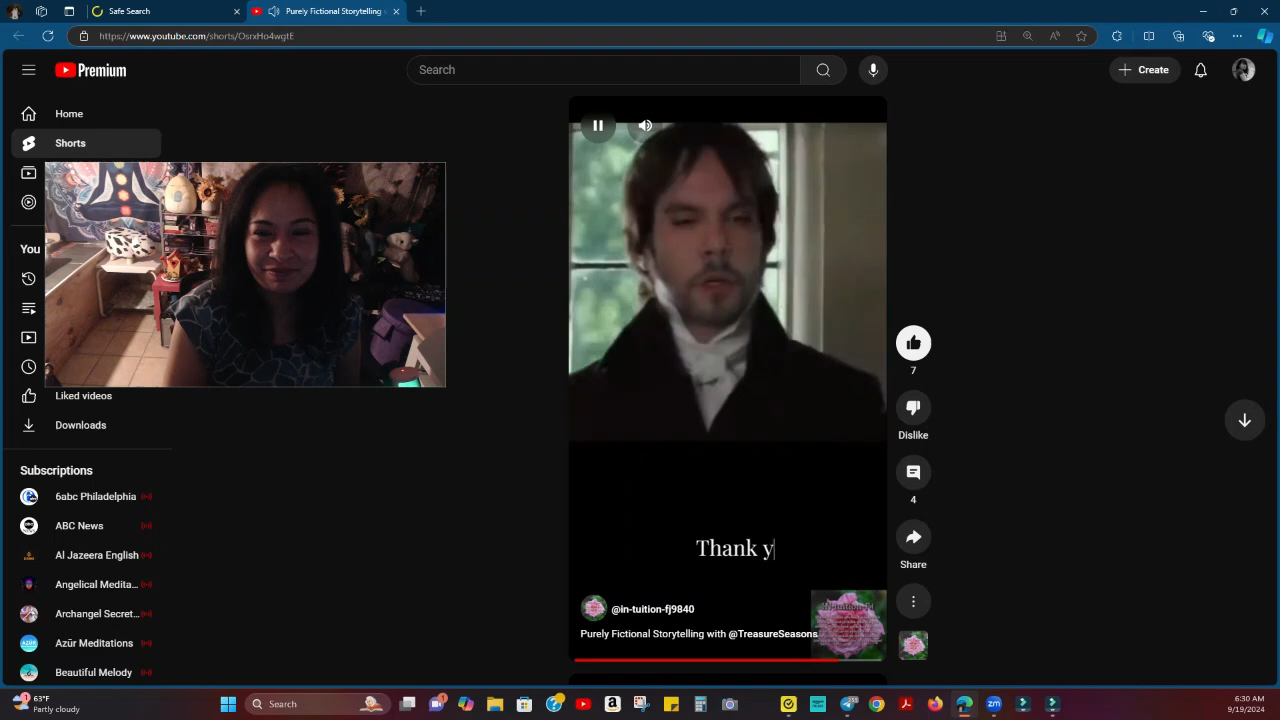 Safe Search
Purely Fictional Storytelling
https://www.youtube.com/shorts/OsrxHo4wgtE
Premium
Search
Create
Home
Shorts
You
Liked videos
Downloads
Subscriptions
6abc Philadelphia
ABC News
Al Jazeera English
Angelical Medita...
Archangel Secret...
Azūr Meditations
Beautiful Melody
7
Dislike
4
Share
Thank y
@in-tuition-fj9840
Purely Fictional Storytelling with @TreasureSeasons
63°F
Partly cloudy
Search
6:30 AM
9/19/2024